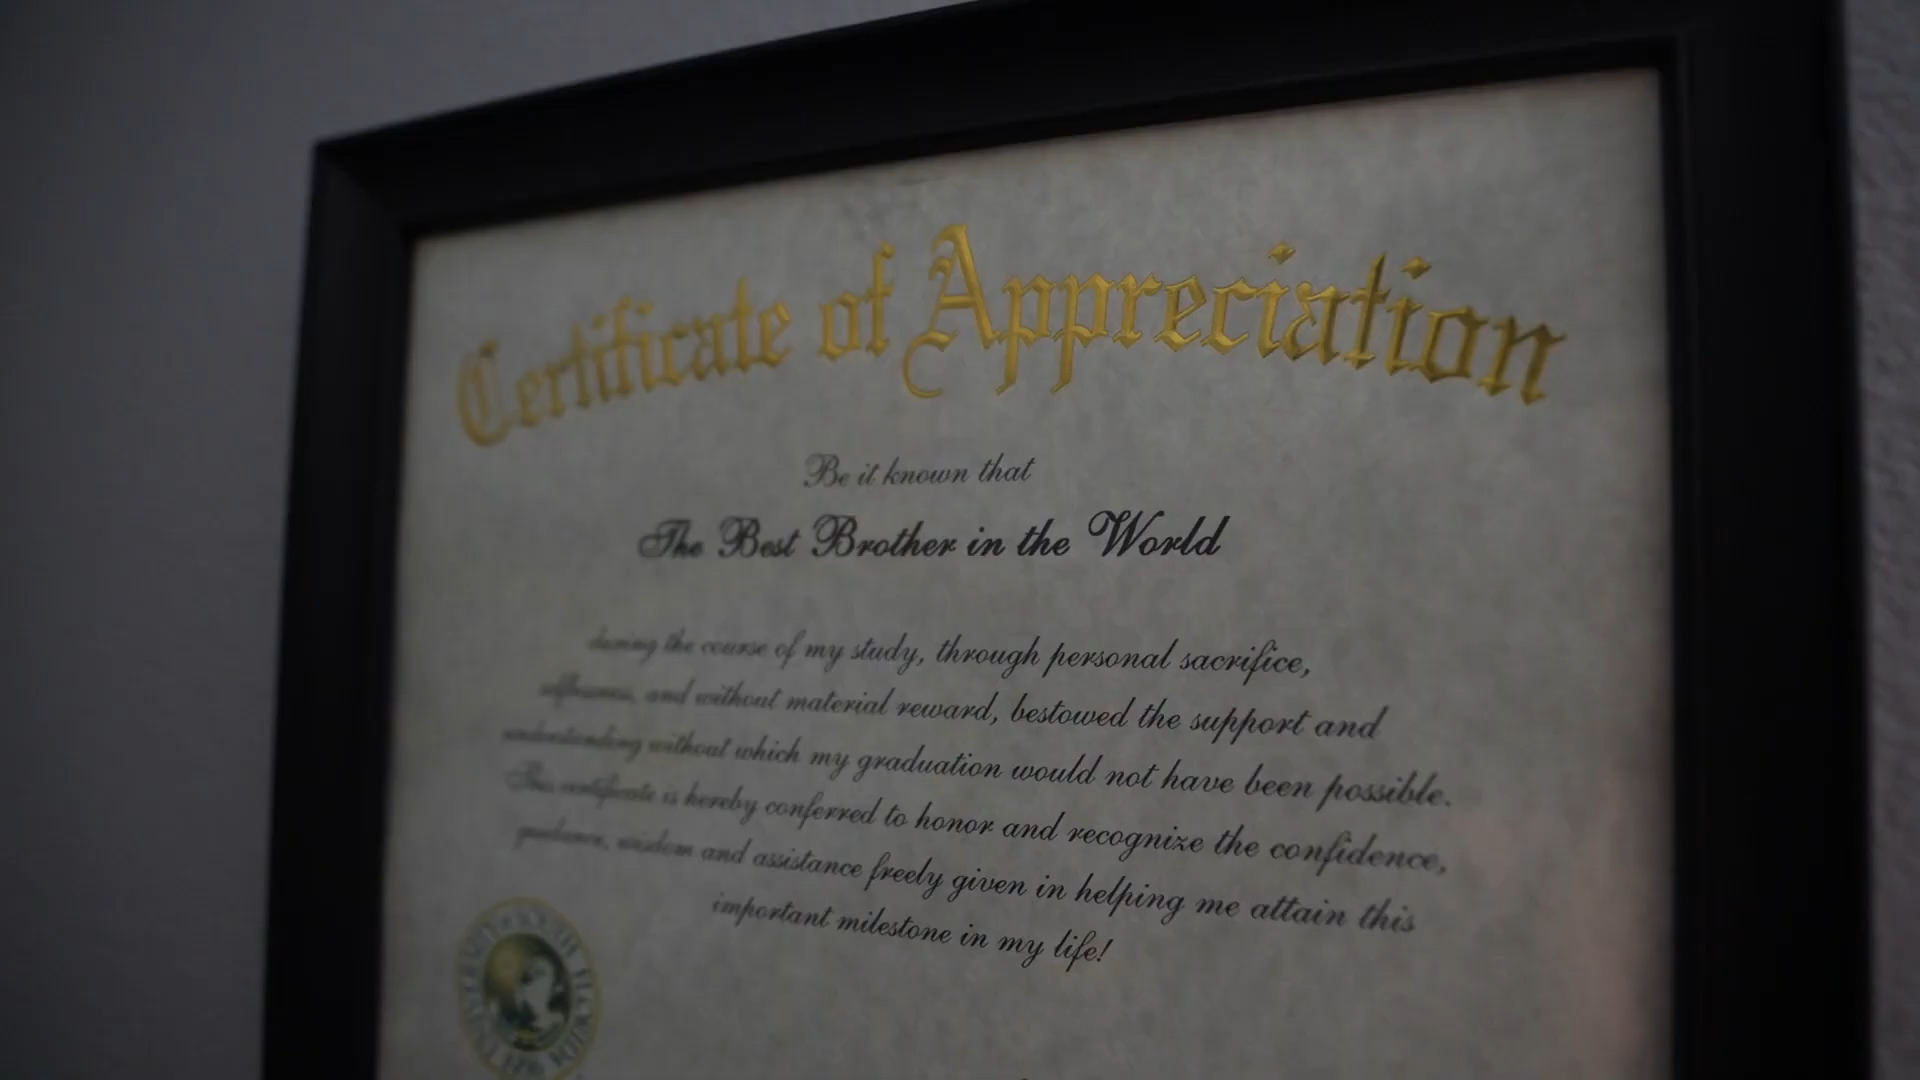 Certificate of Appreciation
Be it known that
The Best Brother in the World
during the course of my study, through personal sacrifice,
selflessness, and without material reward, bestowed the support and
understanding without which my graduation would not have been possible.
This certificate is hereby conferred to honor and recognize the confidence,
guidance, wisdom and assistance freely given in helping me attain this
important milestone in my life!